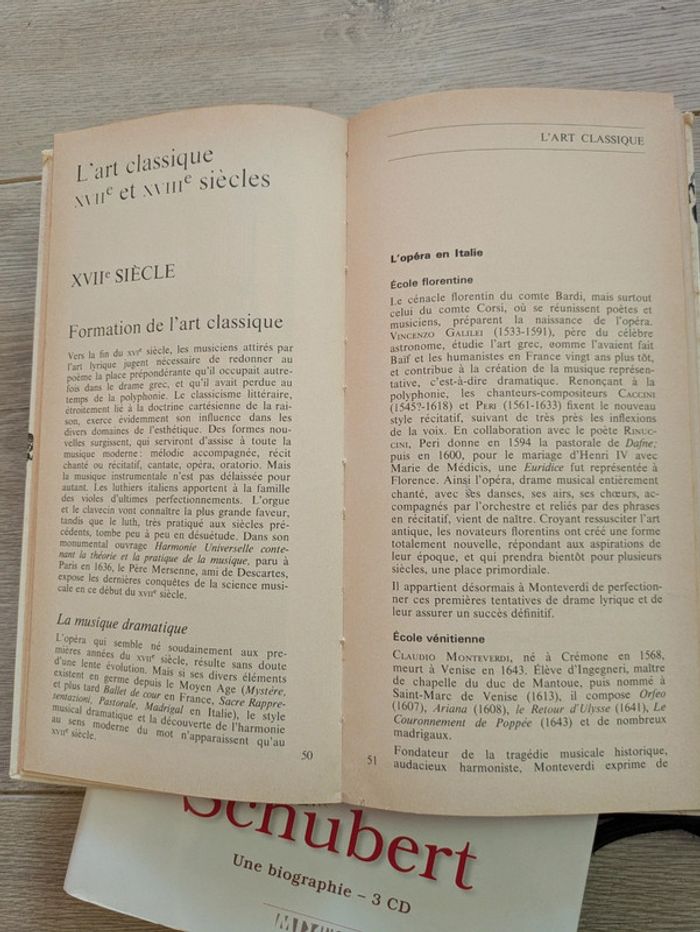 L'art classique
XVIIe et XVIIIe siècles
XVIIe SIÈCLE
Formation de l'art classique
Vers la fin du XVIe siècle, les musiciens attirés par
l'art lyrique jugent nécessaire de redonner au
poème la place prépondérante qu'il occupait autre-
fois dans le drame grec, et qu'il avait perdue au
temps de la polyphonie. Le classicisme littéraire,
étroitement lié à la doctrine cartésienne de la rai-
son, exerce evidemment son influence dans les
divers domaines de l'esthétique. Des formes nou-
velles surgissent, qui serviront d'assise à toute la
musique moderne : mélodie accompagnée, récit
chanté ou récitatif, cantate, opéra, oratorio. Mais
la musique instrumentale n'est pas délaissée pour
autant. Les luthiers italiens apportent à la famille
des violes d'ultimes perfectionnements. L'orgue
et le clavecin vont connaître la plus grande faveur,
tandis que le luth, très pratiqué aux siècles pré-
cédents, tombe peu à peu en désuétude. Dans son
monumental ouvrage Harmonie Universelle conte-
nant la théorie et la pratique de la musique, paru à
Paris en 1636, le Père Mersenne, ami de Descartes,
expose les dernières conquêtes de la science musi-
cale en ce début du XVIIe siècle.
La musique dramatique
L'opéra qui semble né soudainement aux pre-
mières années du XVIIe siècle, résulte sans doute
d'une lente évolution. Mais si ses divers éléments
existent en germe depuis le Moyen Age (Mystère,
et plus tard Ballet de cour en France, Sacre Rappre-
sentazioni, Pastorale, Madrigal en Italie), le style
musical dramatique et la découverte de l'harmonie
au sens moderne du mot n'apparaissent qu'au
XVIIe siècle.
50
L'ART CLASSIQUE
L'opéra en Italie
École florentine
Le cénacle florentin du comte Bardi, mais surtout
celui du comte Corsi, où se réunissent poètes et
musiciens, préparent la naissance de l'opéra.
VINCENZO GALILEI (1533-1591), père du célèbre
astronome, étudie l'art grec, comme l'avaient fait
Baïf et les humanistes en France vingt ans plus tôt,
et contribue à la création de la musique représen-
tative, c'est-à-dire dramatique. Renonçant à la
polyphonie, les chanteurs-compositeurs CACCINI
(1545?-1618) et PERI (1561-1633) fixent le nouveau
style récitatif, suivant de très près les inflexions
de la voix. En collaboration avec le poète RINUC-
CINI, Peri donne en 1594 la pastorale de Dafne;
puis en 1600, pour le mariage d'Henri IV avec
Marie de Médicis, une Euridice fut représentée à
Florence. Ainsi l'opéra, drame musical entièrement
chanté, avec ses danses, ses airs, ses chœurs, ac-
compagnés par l'orchestre et reliés par des phrases
en récitatif, vient de naître. Croyant ressusciter l'art
antique, les novateurs florentins ont créé une forme
totalement nouvelle, répondant aux aspirations de
leur époque, et qui prendra bientôt pour plusieurs
siècles, une place primordiale.
Il appartient désormais à Monteverdi de perfection-
ner ces premières tentatives de drame lyrique et de
leur assurer un succès définitif.
École vénitienne
CLAUDIO MONTEVERDI, né à Crémone en 1568,
meurt à Venise en 1643. Élève d'Ingegneri, maître
de chapelle du duc de Mantoue, puis nommé à
Saint-Marc de Venise (1613), il compose Orfeo
(1607), Ariana (1608), le Retour d'Ulysse (1641), Le
Couronnement de Poppée (1643) et de nombreux
madrigaux.
Fondateur de la tragédie musicale historique,
audacieux harmoniste, Monteverdi exprime de
51
Schubert
Une biographie – 3 CD